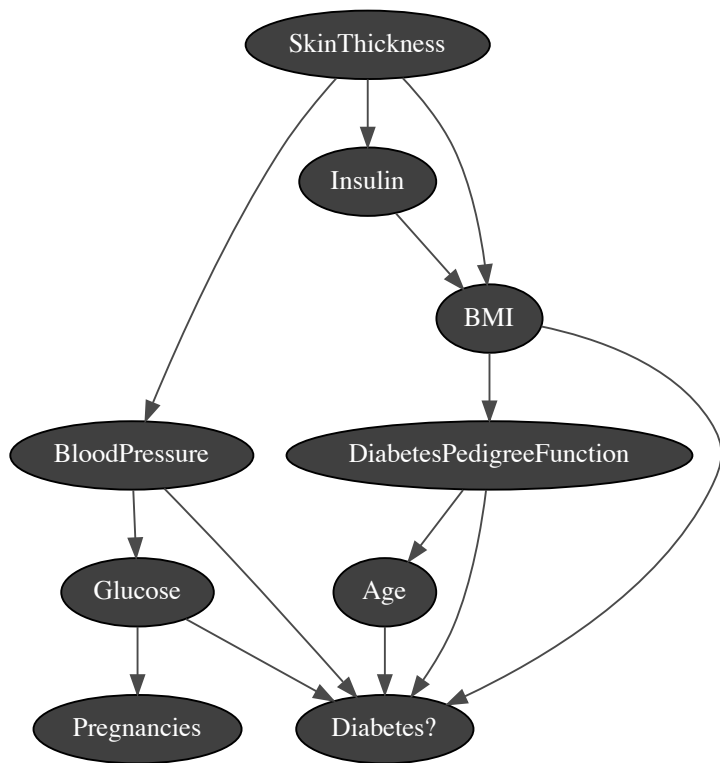 SkinThickness
Insulin
BMI
BloodPressure
DiabetesPedigreeFunction
Glucose
Age
Pregnancies
Diabetes?